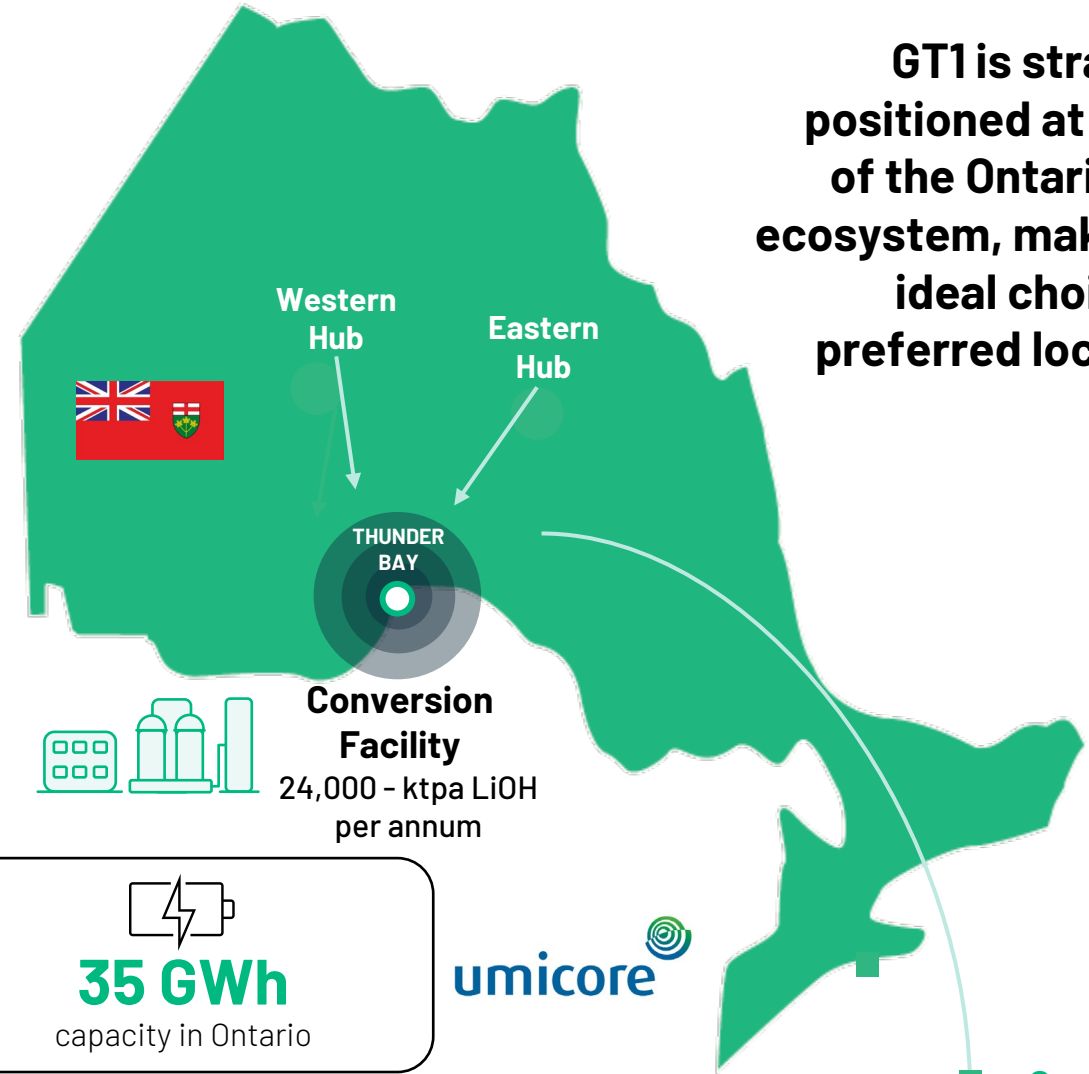 GT1 is stra
positioned at
of the Ontari
ecosystem, mak
ideal choi
preferred loc
Western
Hub
Eastern
Hub
THUNDER
BAY
Conversion
Facility
24,000 - ktpa LiOH
per annum
35 GWh
capacity in Ontario
umicore